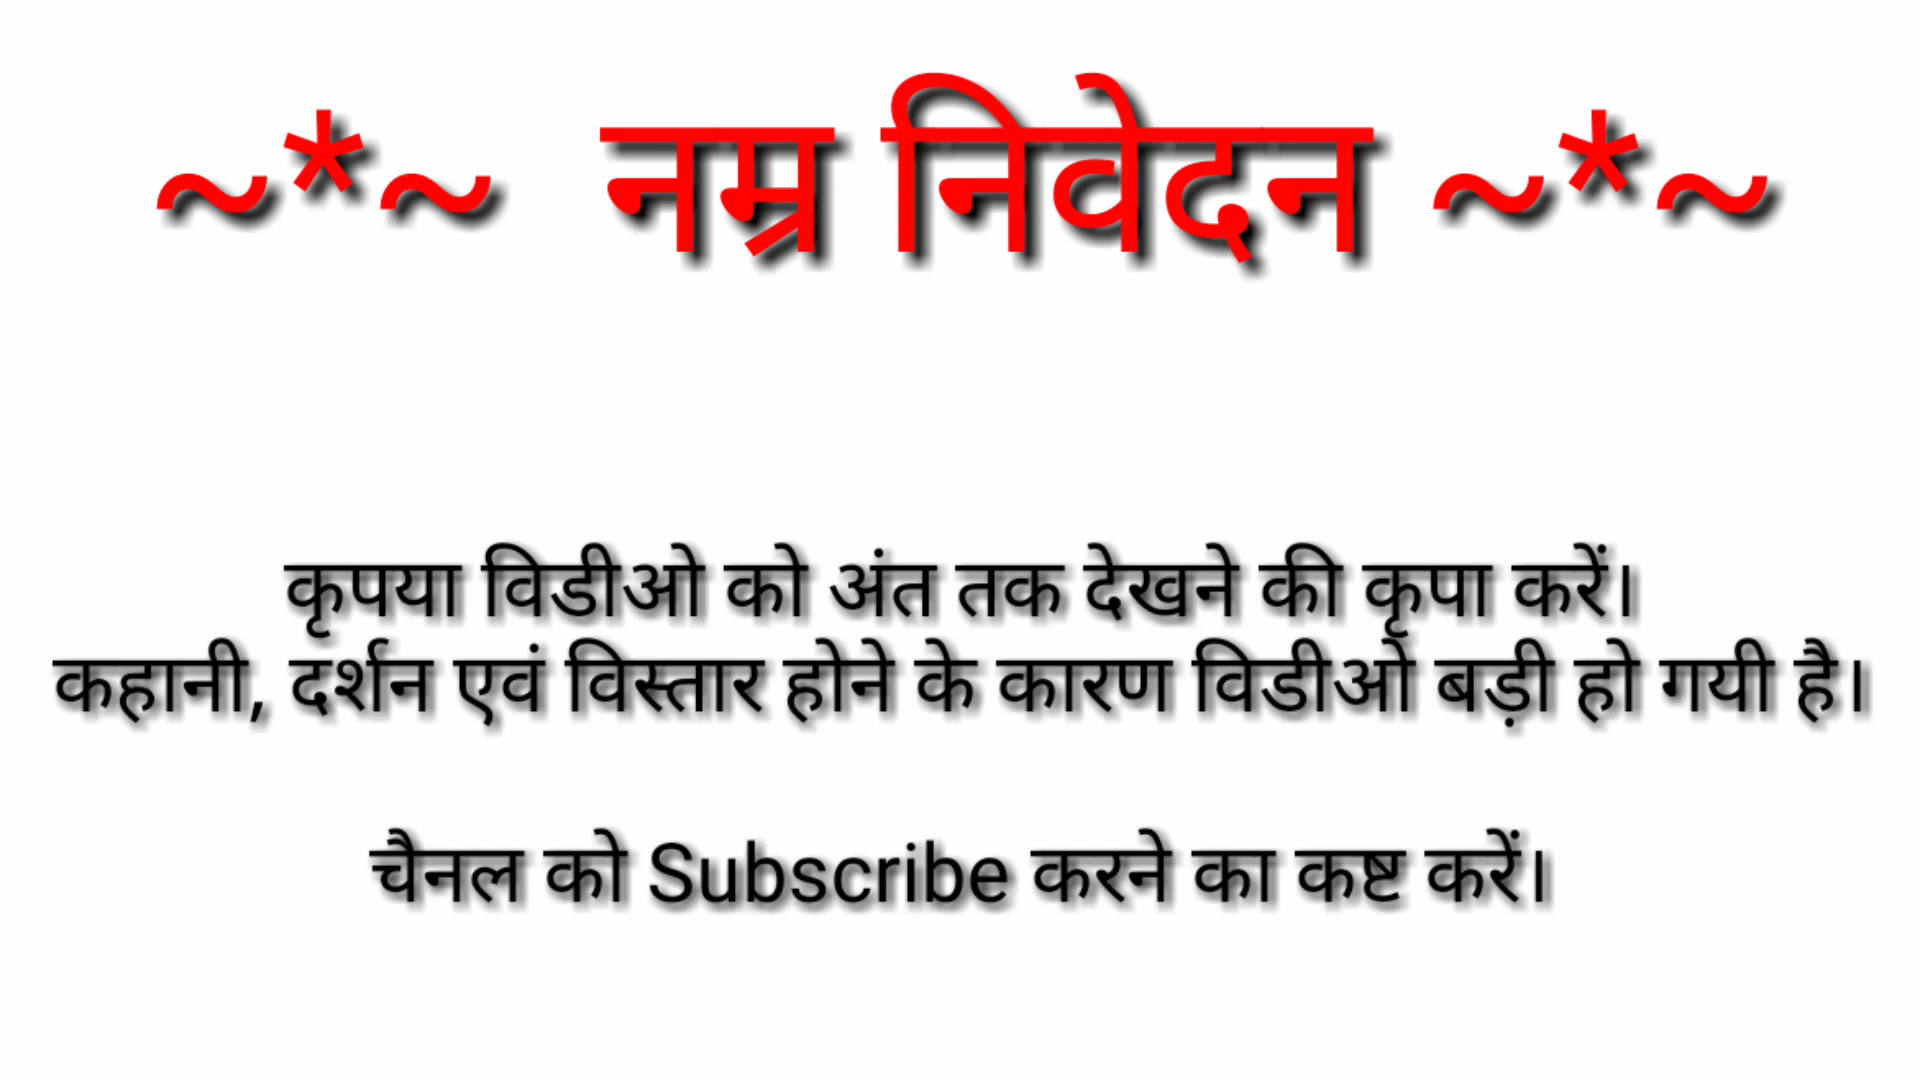 ~*~ नम्र निवेदन ~*~
कृपया विडीओ को अंत तक देखने की कृपा करें।
कहानी, दर्शन एवं विस्तार होने के कारण विडीओ बड़ी हो गयी है।
चैनल को Subscribe करने का कष्ट करें।